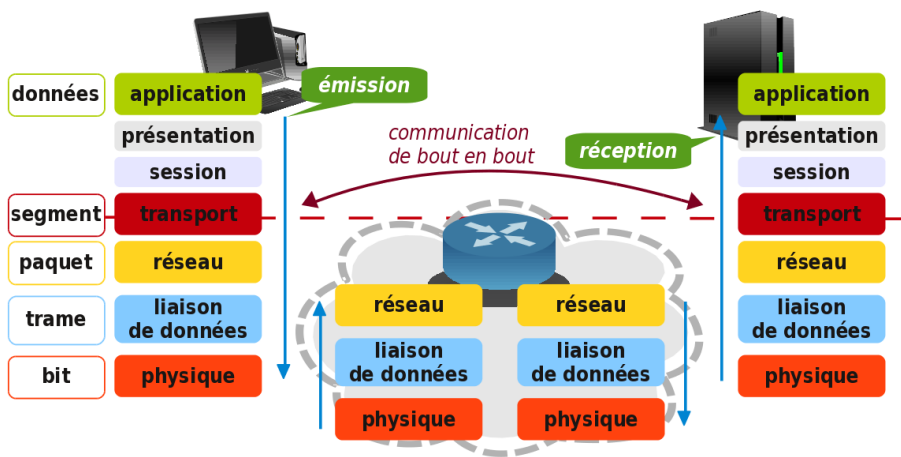 données
application
émission
application
présentation
communication
de bout en bout
réception
présentation
session
session
segment
transport
transport
paquet
réseau
réseau
réseau
réseau
trame
liaison
de données
liaison
de données
liaison
de données
liaison
de données
bit
physique
physique
physique
physique